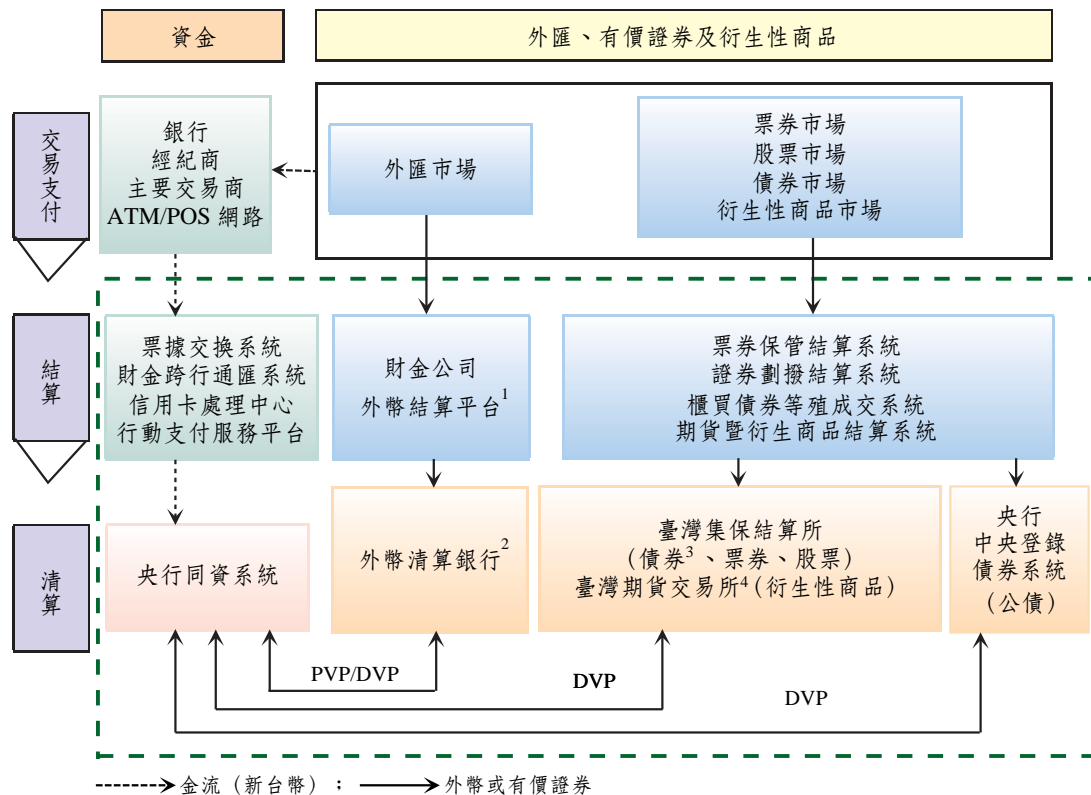 資金
外匯、有價證券及衍生性商品
交易支付
銀行
經紀商
主要交易商
ATM/POS 網路
外匯市場
票券市場
股票市場
債券市場
衍生性商品市場
結算
票據交換系統
財金跨行通匯系統
信用卡處理中心
行動支付服務平台
財金公司
外幣結算平台1
票券保管結算系統
證券劃撥結算系統
櫃買債券等殖成交系統
期貨暨衍生商品結算系統
清算
央行同資系統
外幣清算銀行2
臺灣集保結算所
(債券3、票券、股票)
臺灣期貨交易所4(衍生性商品)
央行
中央登錄
債券系統
(公債)
PVP/DVP
DVP
DVP
金流(新台幣); 外幣或有價證券